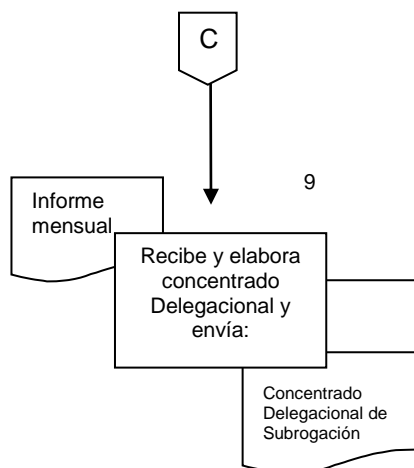 C
9
Informe
mensual
Recibe y elabora
concentrado
Delegacional y
envía:
Concentrado
Delegacional de
Subrogación